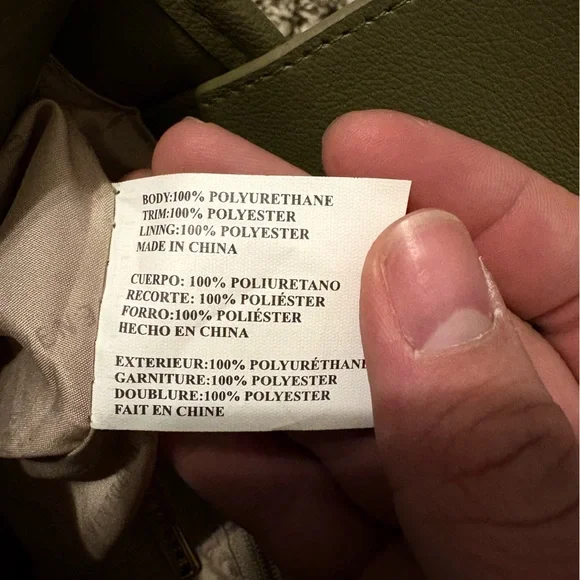 BODY:100% POLYURETHANE
TRIM:100% POLYESTER
LINING:100% POLYESTER
MADE IN CHINA
CUERPO: 100% POLIURETANO
RECORTE: 100% POLIÉSTER
FORRO: 100% POLIÉSTER
HECHO EN CHINA
EXTERIEUR:100% POLYURÉTHAN
GARNITURE:100% POLYESTER
DOUBLURE:100% POLYESTER
FAIT EN CHINE